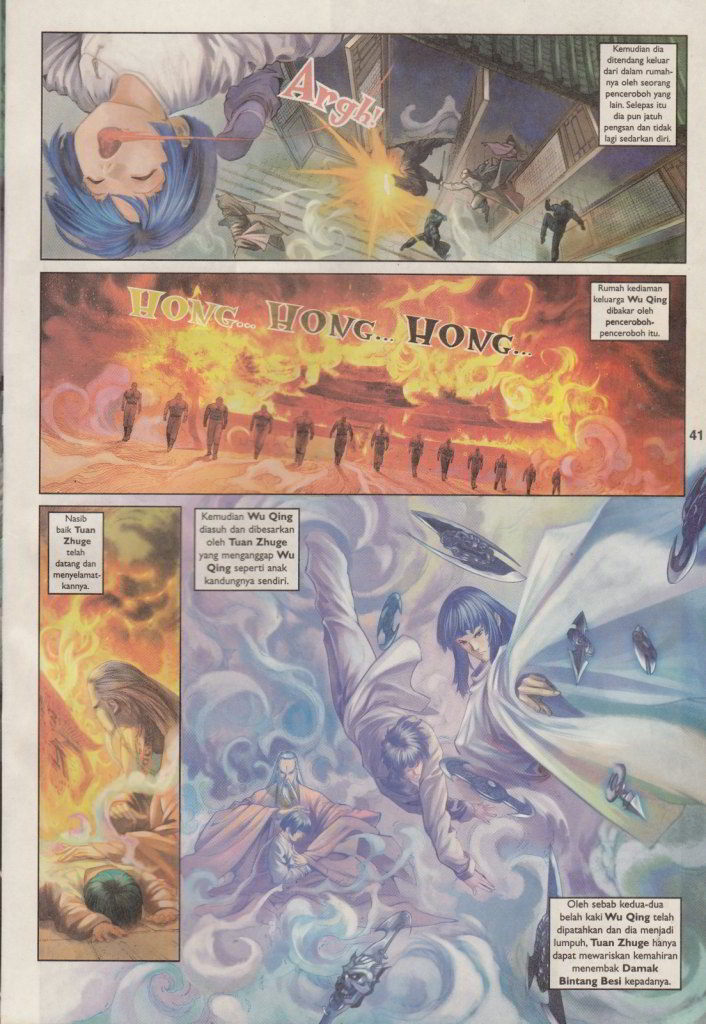 Kemudian dia
ditendang keluar
dari dalam rumah-
nya oleh seorang
penceroboh yang
lain. Selepas itu
dia pun jatuh
pengsan dan tidak
lagi sedarkan diri.
Argh!
Rumah kediaman
keluarga Wu Qing
dibakar oleh
penceroboh-
penceroboh itu.
HONG... HONG... HONG...
41
Nasib
baik Tuan
Zhuge
telah
datang dan
menyelamat-
kannya.
Kemudian Wu Qing
diasuh dan dibesarkan
oleh Tuan Zhuge
yang menganggap Wu
Qing seperti anak
kandungnya sendiri.
Oleh sebab kedua-dua
belah kaki Wu Qing telah
dipatahkan dan dia menjadi
lumpuh, Tuan Zhuge hanya
dapat mewariskan kemahiran
menembak Damak
Bintang Besi kepadanya.